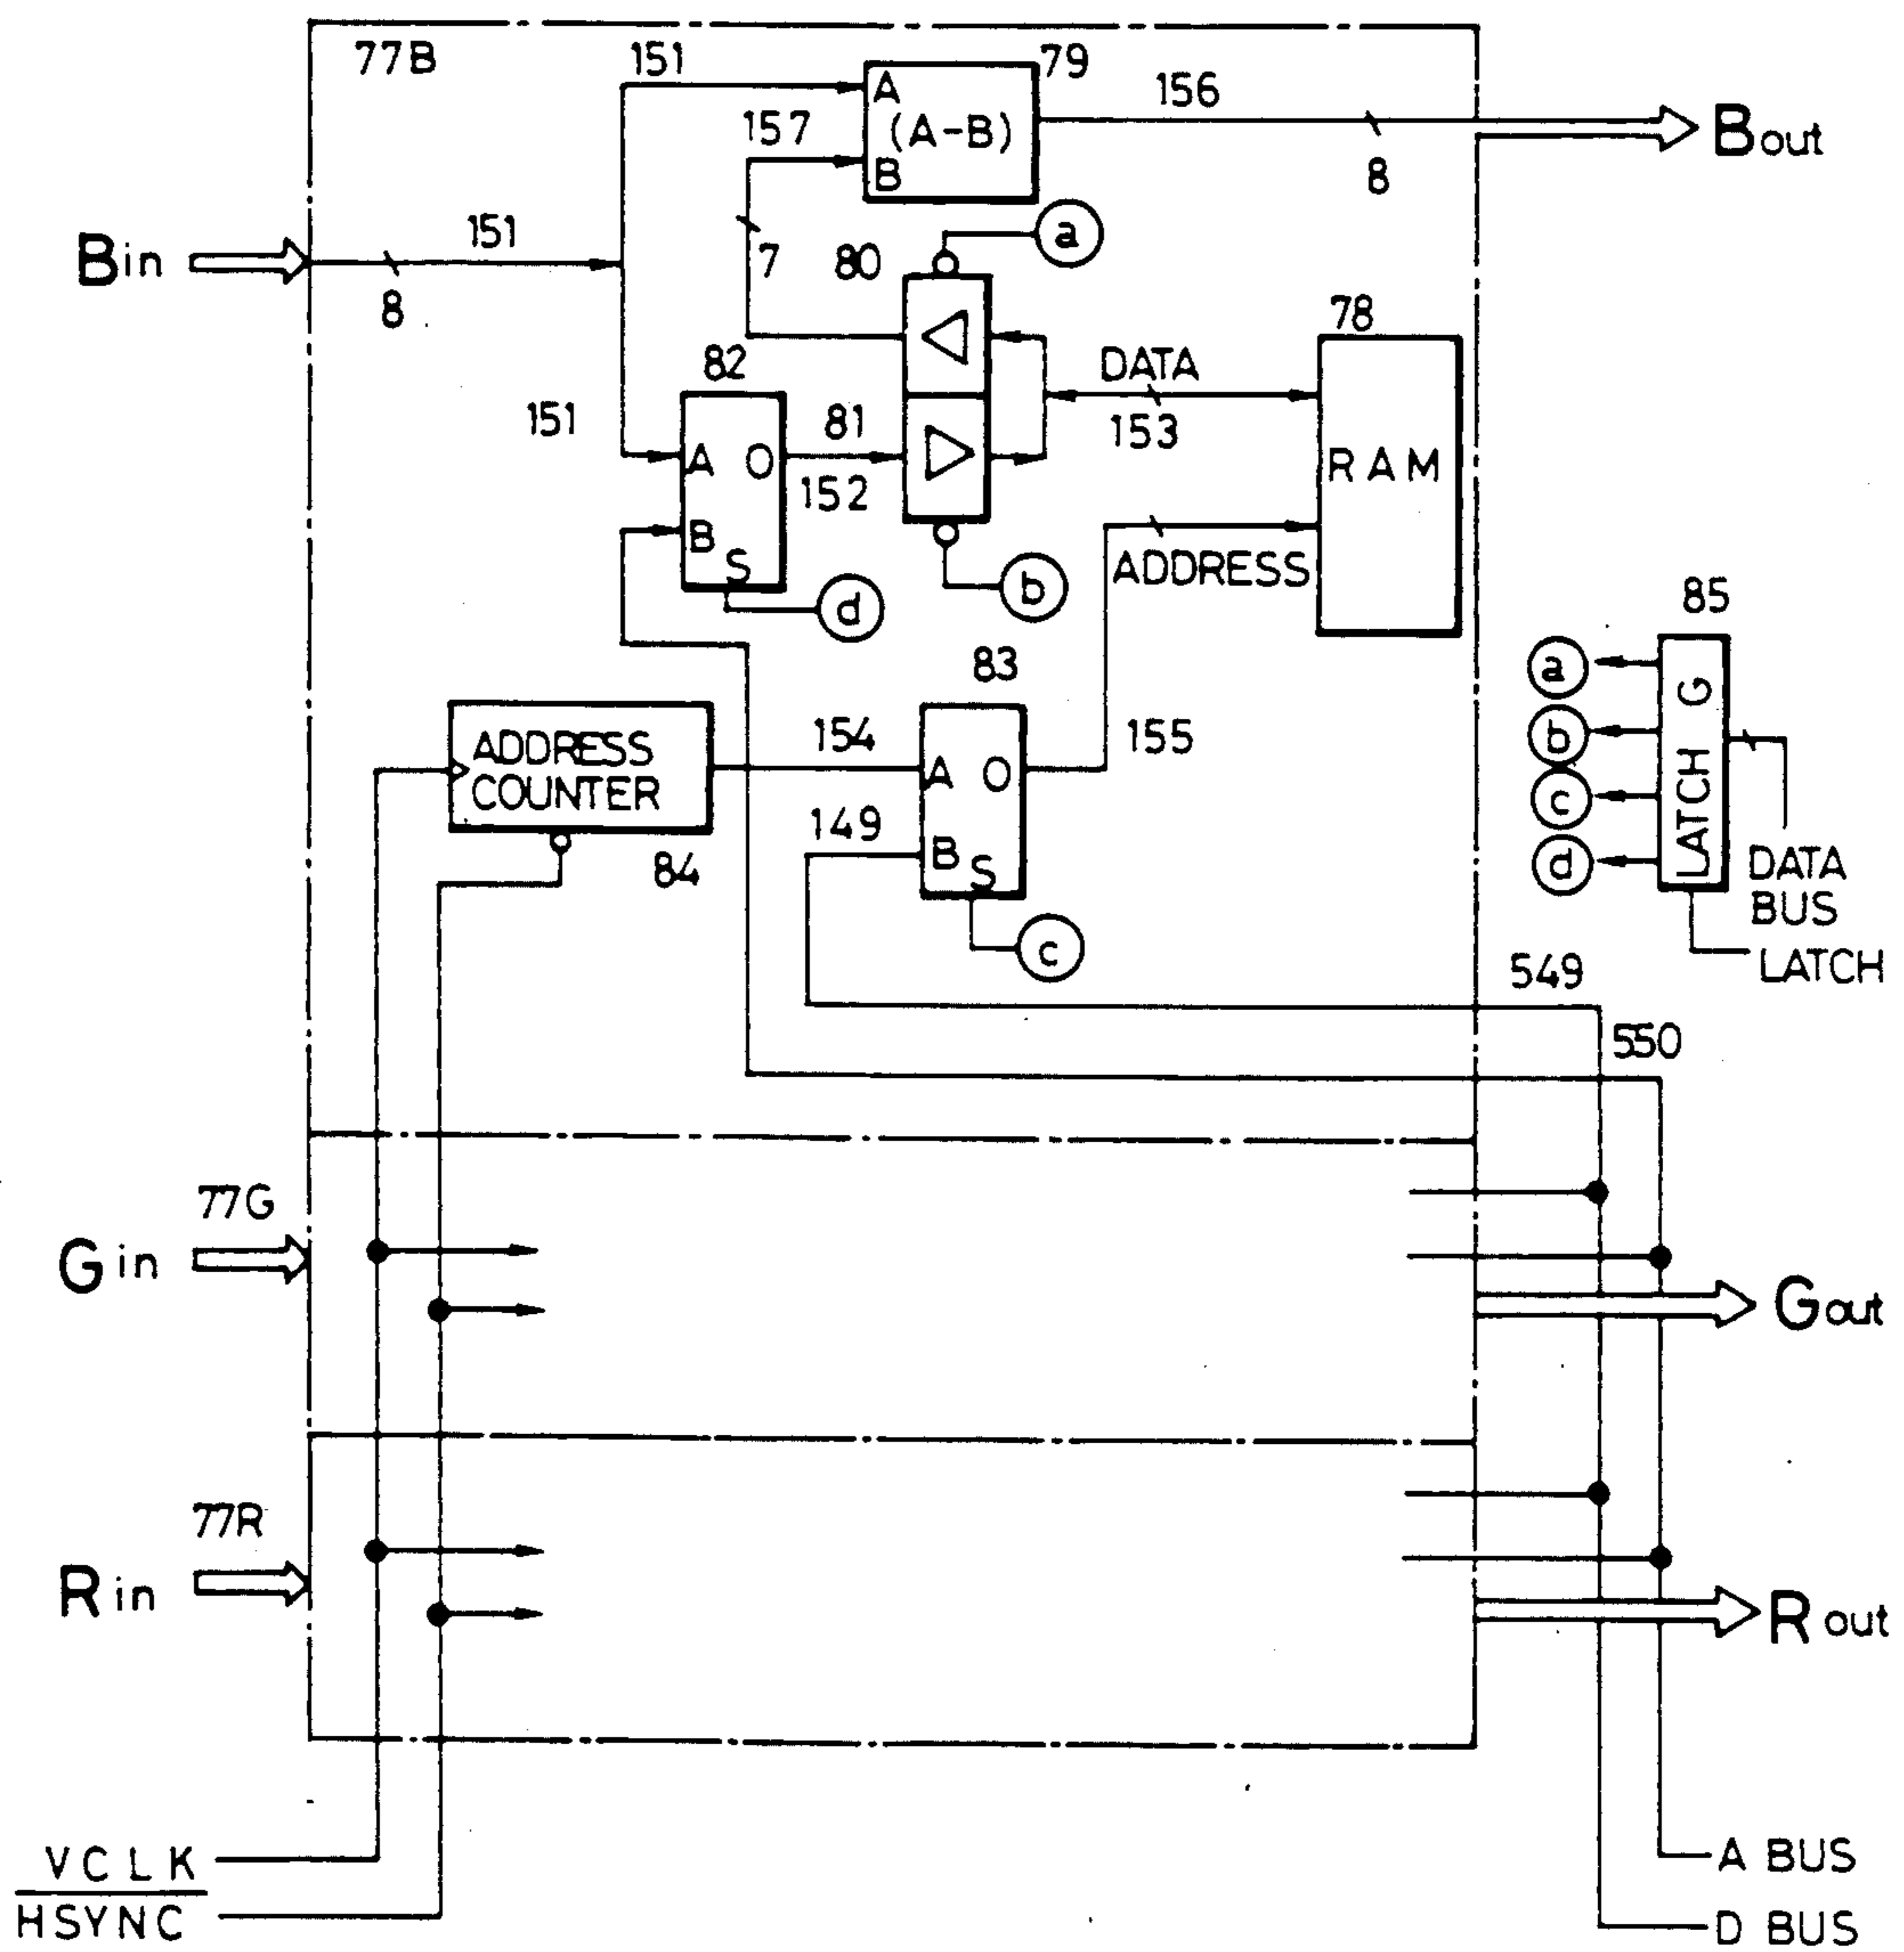 77B
151
79
156
A
(A-B)
B
157
Bout
8
151
Bin
8
7
80
a
78
82
DATA
153
151
A O
81
152
B
S
d
b
ADDRESS
RAM
85
a
b
c
d
LATCH G
DATA
BUS
LATCH
83
ADDRESS
COUNTER
84
154
A O
155
149
B
S
c
549
550
77G
Gin
Gout
77R
Rin
Rout
VCLK
HSYNC
A BUS
D BUS